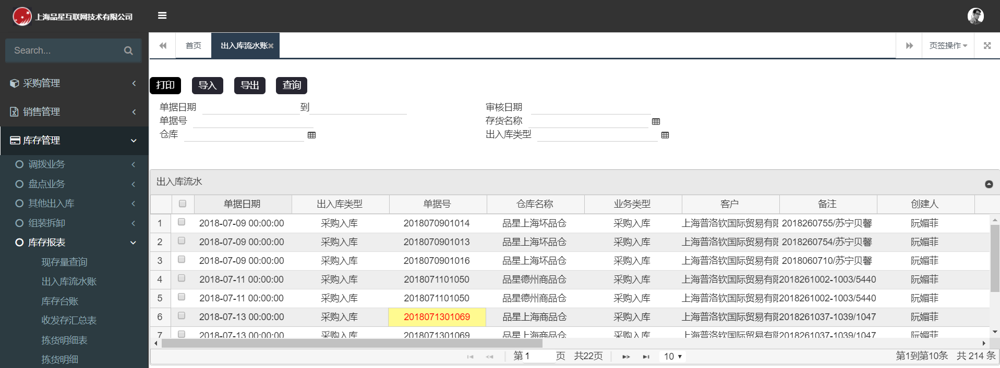 上海品星互联网技术有限公司
Search...
采购管理
销售管理
库存管理
调拨业务
盘点业务
其他出入库
组装拆卸
库存报表
现存量查询
出入库流水账
库存台账
收发存汇总表
拣货明细表
拣货明细
首页 出入库流水账 页签操作
打印 导入 导出 查询
单据日期 到 审核日期
单据号 存货名称
仓库 出入库类型
出入库流水
单据日期 出入库类型 单据号 仓库名称 业务类型 客户 备注 创建人
1 2018-07-09 00:00:00 采购入库 2018070901014 品星上海坏品仓 采购入库 上海普洛钦国际贸易有限 2018260755/苏宁贝馨 阮媚菲
2 2018-07-09 00:00:00 采购入库 2018070901013 品星上海坏品仓 采购入库 上海普洛钦国际贸易有限 2018260754/苏宁贝馨 阮媚菲
3 2018-07-09 00:00:00 采购入库 2018070901016 品星上海坏品仓 采购入库 上海普洛钦国际贸易有限 2018060710/苏宁贝馨 阮媚菲
4 2018-07-11 00:00:00 采购入库 2018071101050 品星德州商品仓 采购入库 上海普洛钦国际贸易有限 2018261002-1003/5440 阮媚菲
5 2018-07-11 00:00:00 采购入库 2018071101050 品星德州商品仓 采购入库 上海普洛钦国际贸易有限 2018261002-1003/5440 阮媚菲
6 2018-07-13 00:00:00 采购入库 2018071301069 品星上海商品仓 采购入库 上海普洛钦国际贸易有限 2018261037-1039/1047 阮媚菲
7 2018-07-13 00:00:00 采购入库 2018071301069 品星上海商品仓 采购入库 上海普洛钦国际贸易有限 2018261037-1039/1047 阮媚菲
第 1 页 共22页 10 第1到第10条 共 214 条